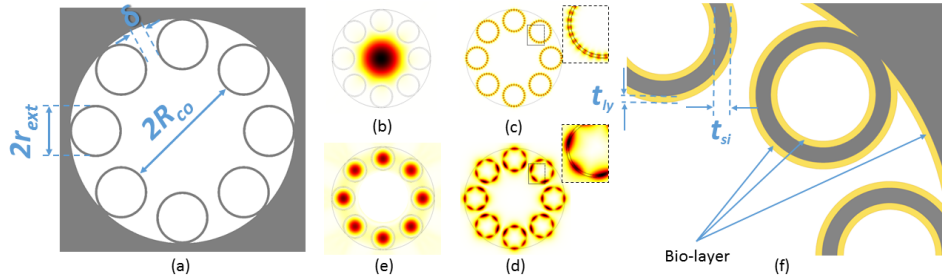 δ
2r_ext
2R_co
(a)
(b)
(c)
(e)
(d)
t_ly
t_si
Bio-layer
(f)